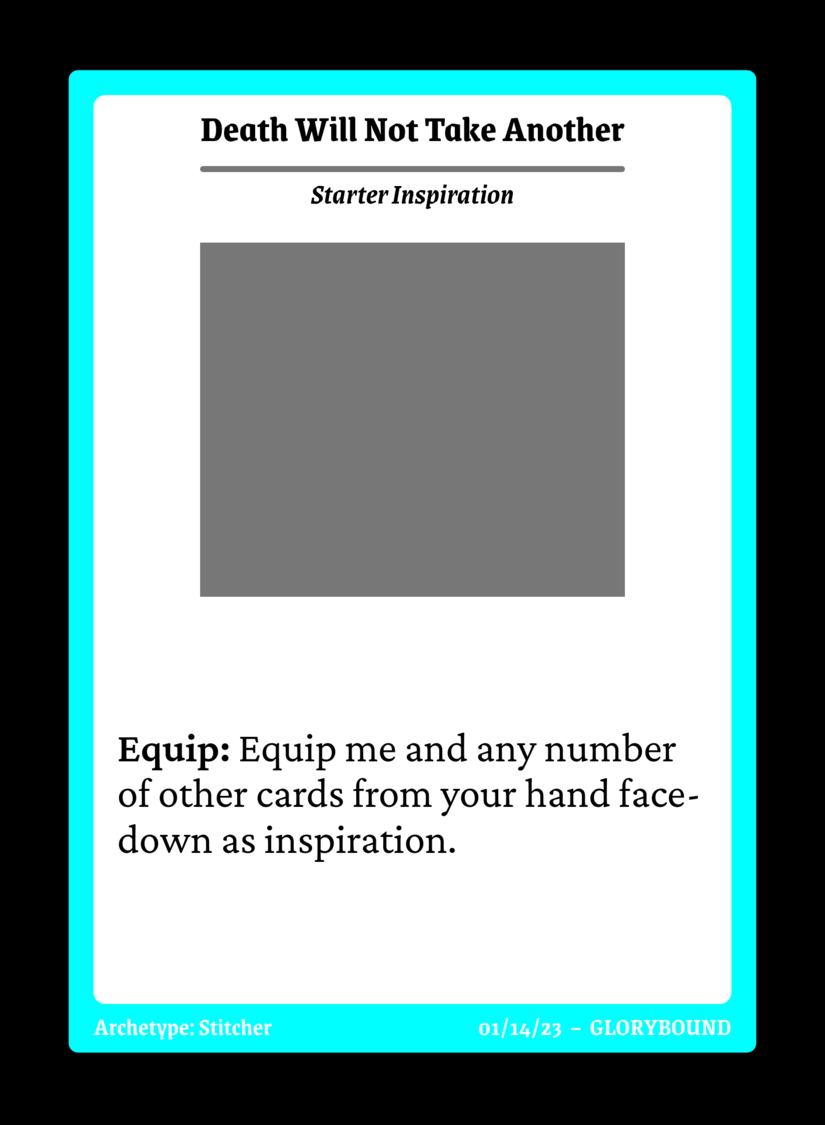 Death Will Not Take Another
Starter Inspiration
Equip: Equip me and any number
of other cards from your hand face-
down as inspiration.
Archetype: Stitcher
01/14/23 – GLORYBOUND